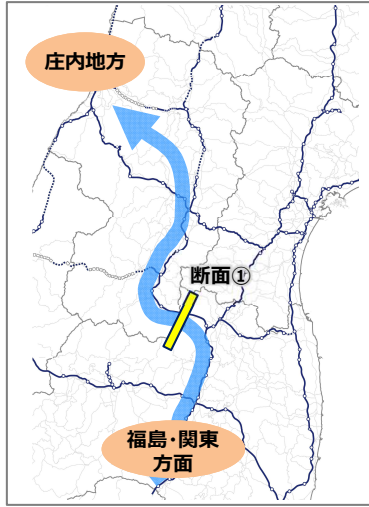 庄内地方
断面①
福島・関東
方面